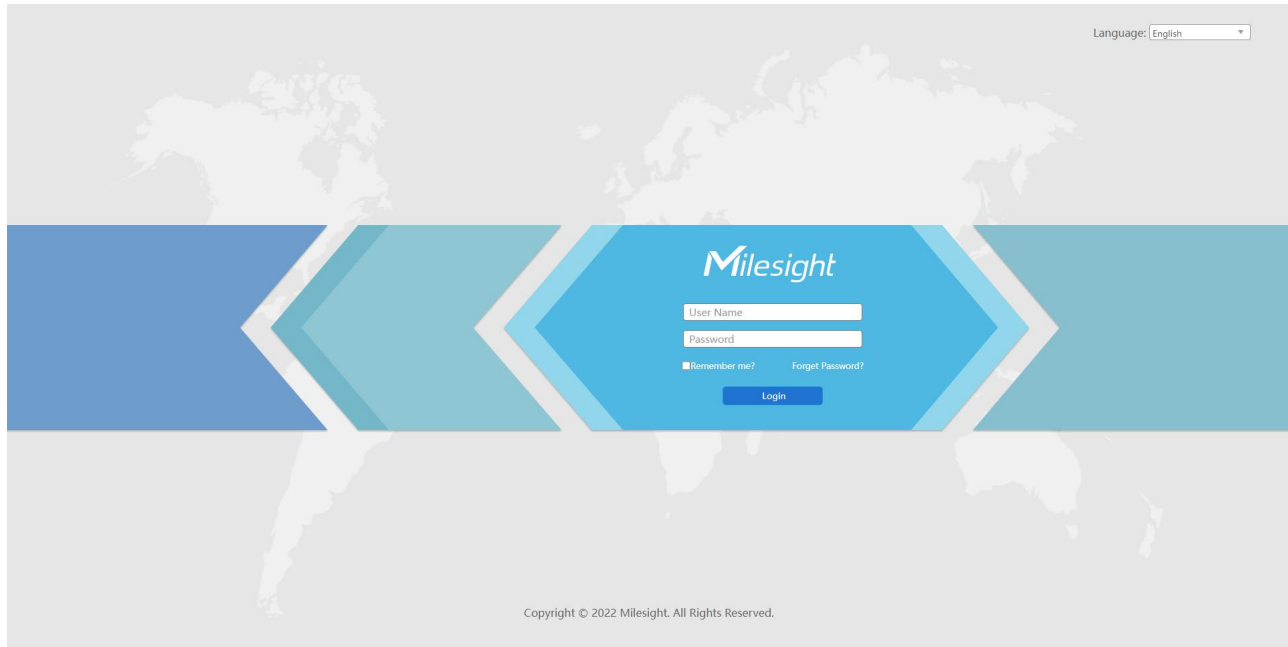 Language: English
Milesight
User Name
Password
Remember me? Forget Password?
Login
Copyright © 2022 Milesight. All Rights Reserved.